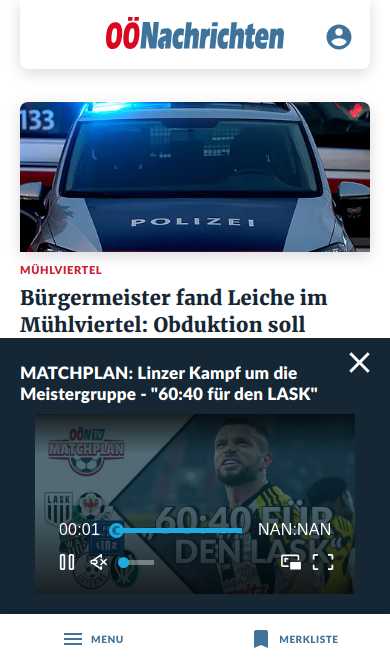 OÖNachrichten
133
POLIZEI
MÜHLVIERTEL
Bürgermeister fand Leiche im
Mühlviertel: Obduktion soll
MATCHPLAN: Linzer Kampf um die
Meistergruppe - "60:40 für den LASK"
OÖN TV
MATCHPLAN
LASK
„60:40 FÜR
DEN LASK“
00:01
NAN:NAN
MENU
MERKLISTE